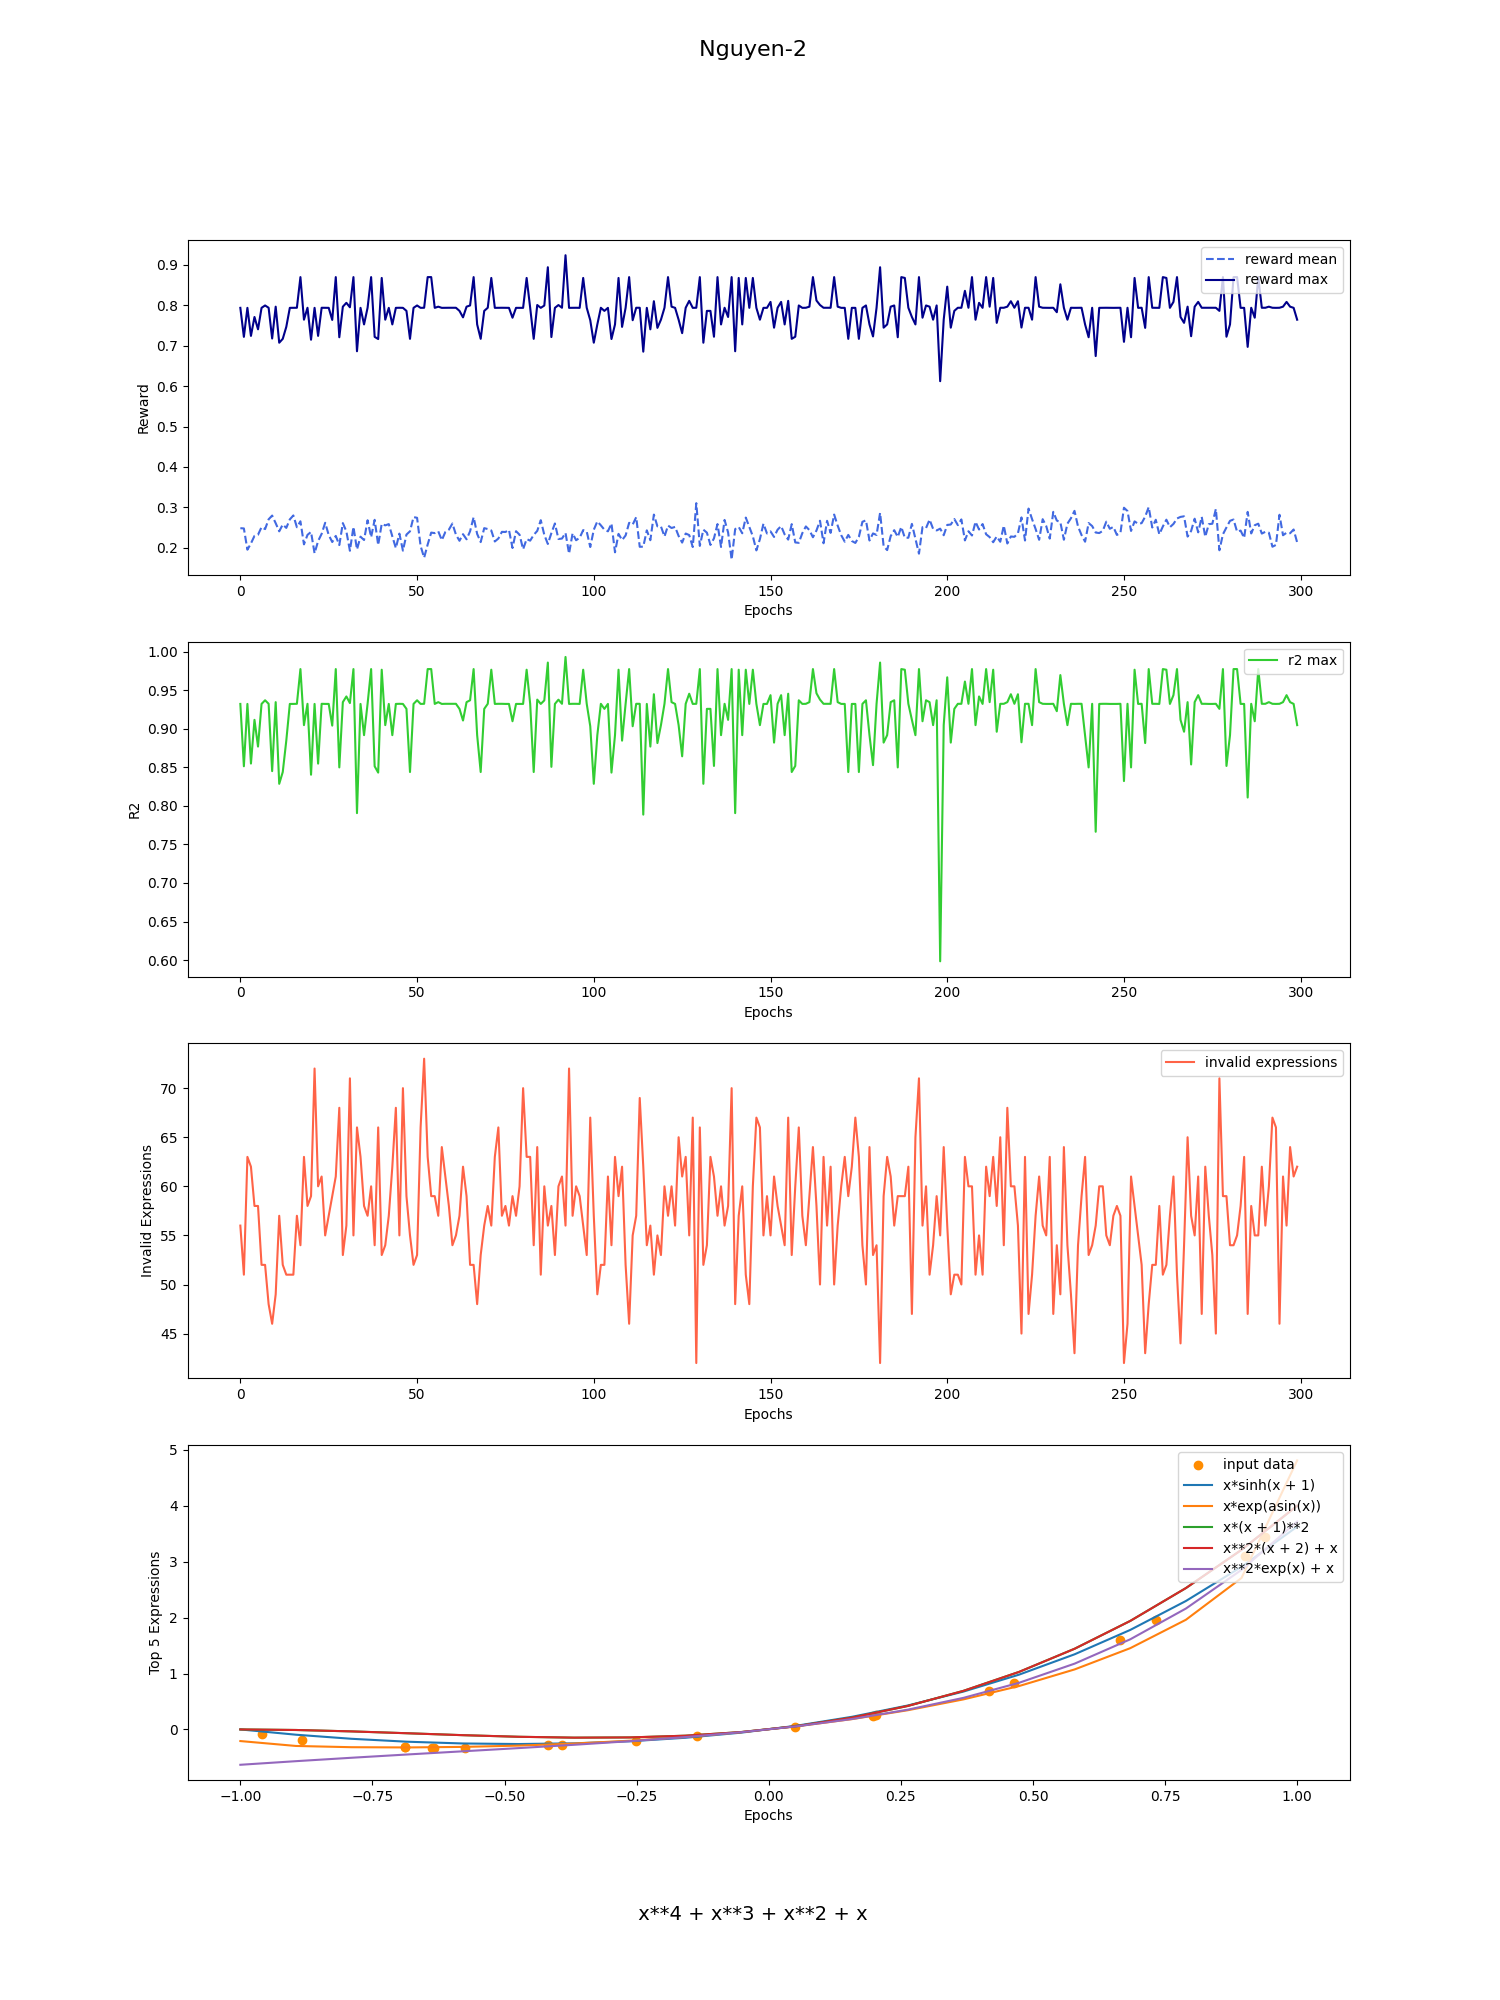 Nguyen-2
reward mean
reward max
0.9
0.8
0.7
0.6
0.5
0.4
0.3
0.2
Reward
0 50 100 150 200 250 300
Epochs
r2 max
1.00
0.95
0.90
0.85
0.80
0.75
0.70
0.65
0.60
R2
0 50 100 150 200 250 300
Epochs
invalid expressions
70
65
60
55
50
45
Invalid Expressions
0 50 100 150 200 250 300
Epochs
input data
x*sinh(x + 1)
x*exp(asin(x))
x*(x + 1)**2
x**2*(x + 2) + x
x**2*exp(x) + x
5
4
3
2
1
0
Top 5 Expressions
−1.00 −0.75 −0.50 −0.25 0.00 0.25 0.50 0.75 1.00
Epochs
x**4 + x**3 + x**2 + x